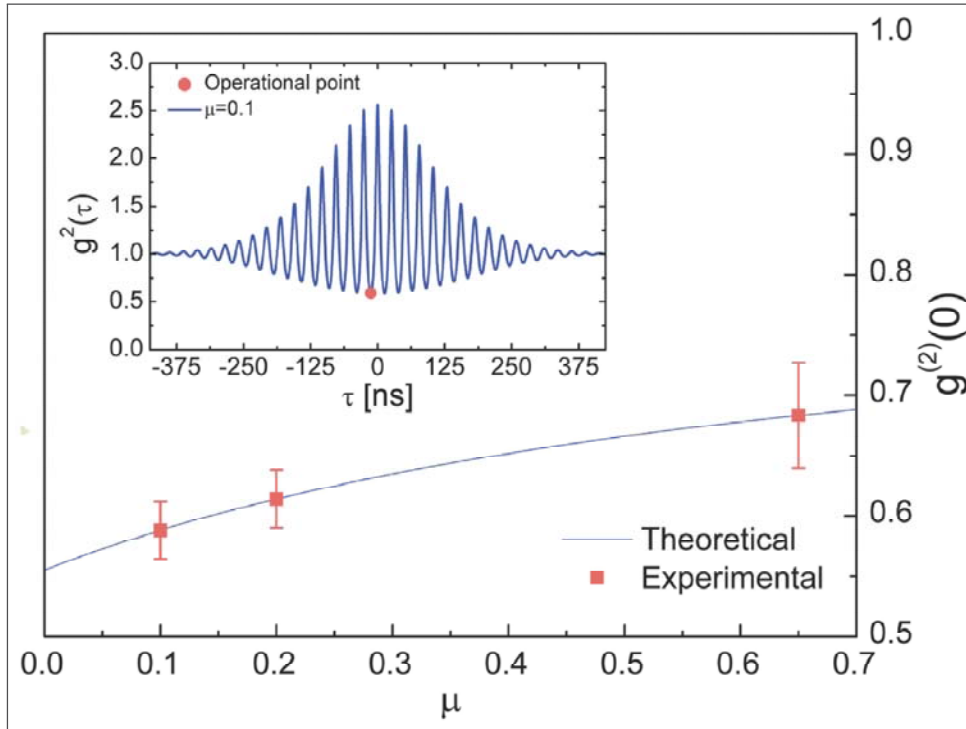 3.0
2.5
2.0
1.5
1.0
0.5
0.0
g²(τ)
Operational point
μ=0.1
-375 -250 -125 0 125 250 375
τ [ns]
1.0
0.9
0.8
0.7
0.6
0.5
g⁽²⁾(0)
Theoretical
Experimental
0.0 0.1 0.2 0.3 0.4 0.5 0.6 0.7
μ